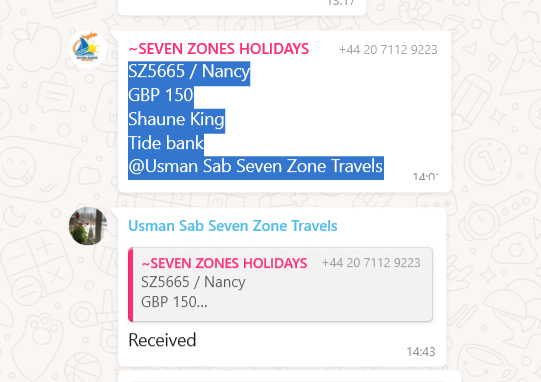 13:17
~SEVEN ZONES HOLIDAYS +44 20 7112 9223
SZ5665 / Nancy
GBP 150
Shaune King
Tide bank
@Usman Sab Seven Zone Travels
14:01
Usman Sab Seven Zone Travels
~SEVEN ZONES HOLIDAYS +44 20 7112 9223
SZ5665 / Nancy
GBP 150...
Received
14:43